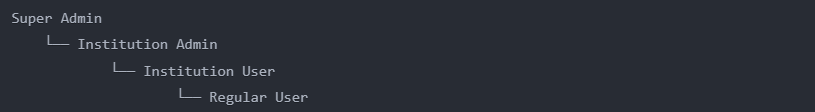 Super Admin
└── Institution Admin
└── Institution User
└── Regular User